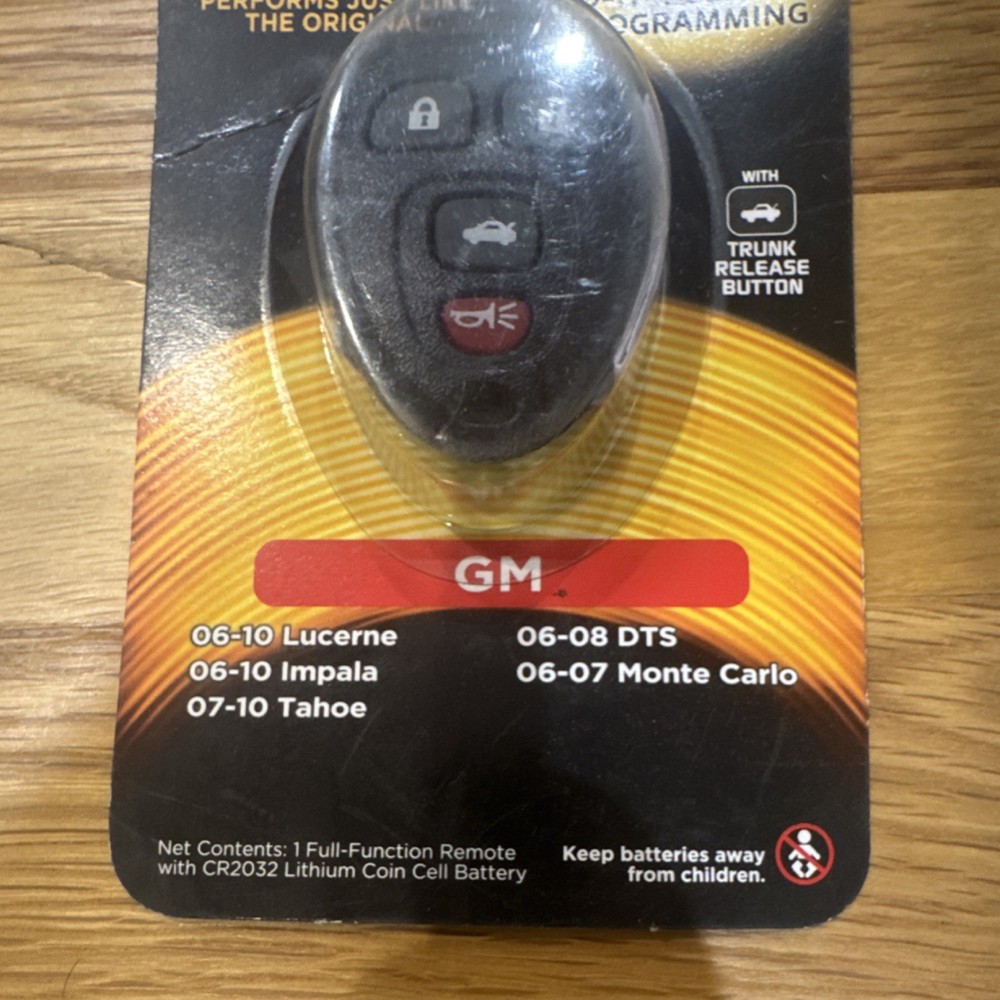 PERFORMS JUST LIKE
THE ORIGINAL
OGRAMMING
WITH
TRUNK
RELEASE
BUTTON
GM
06-10 Lucerne
06-10 Impala
07-10 Tahoe
06-08 DTS
06-07 Monte Carlo
Net Contents: 1 Full-Function Remote
with CR2032 Lithium Coin Cell Battery
Keep batteries away
from children.